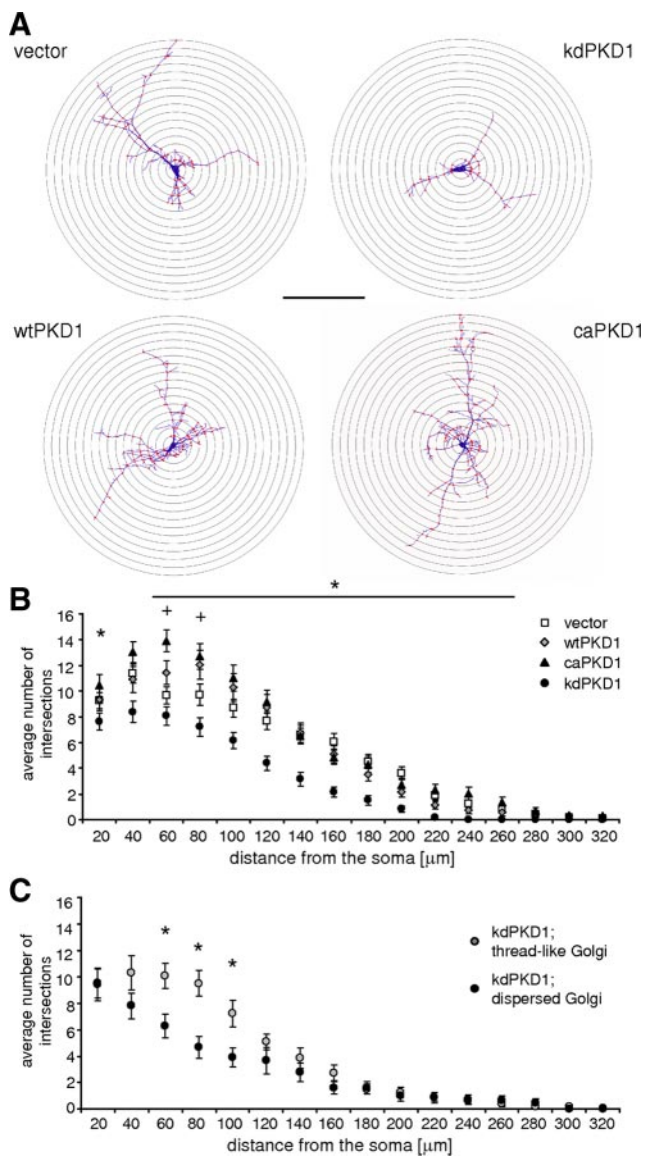 A
vector
kdPKD1
wtPKD1
caPKD1
B
*
16
14
12
10
8
6
4
2
0
* + +
vector
wtPKD1
caPKD1
kdPKD1
average number of
intersections
20 40 60 80 100 120 140 160 180 200 220 240 260 280 300 320
distance from the soma [µm]
C
16
14
12
10
8
6
4
2
0
* * *
kdPKD1;
thread-like Golgi
kdPKD1;
dispersed Golgi
average number of
intersections
20 40 60 80 100 120 140 160 180 200 220 240 260 280 300 320
distance from the soma [µm]